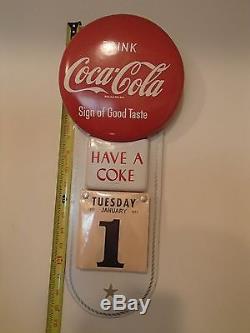 DRINK
Coca-Cola
Sign of Good Taste
HAVE A
COKE
TUESDAY
JANUARY
1